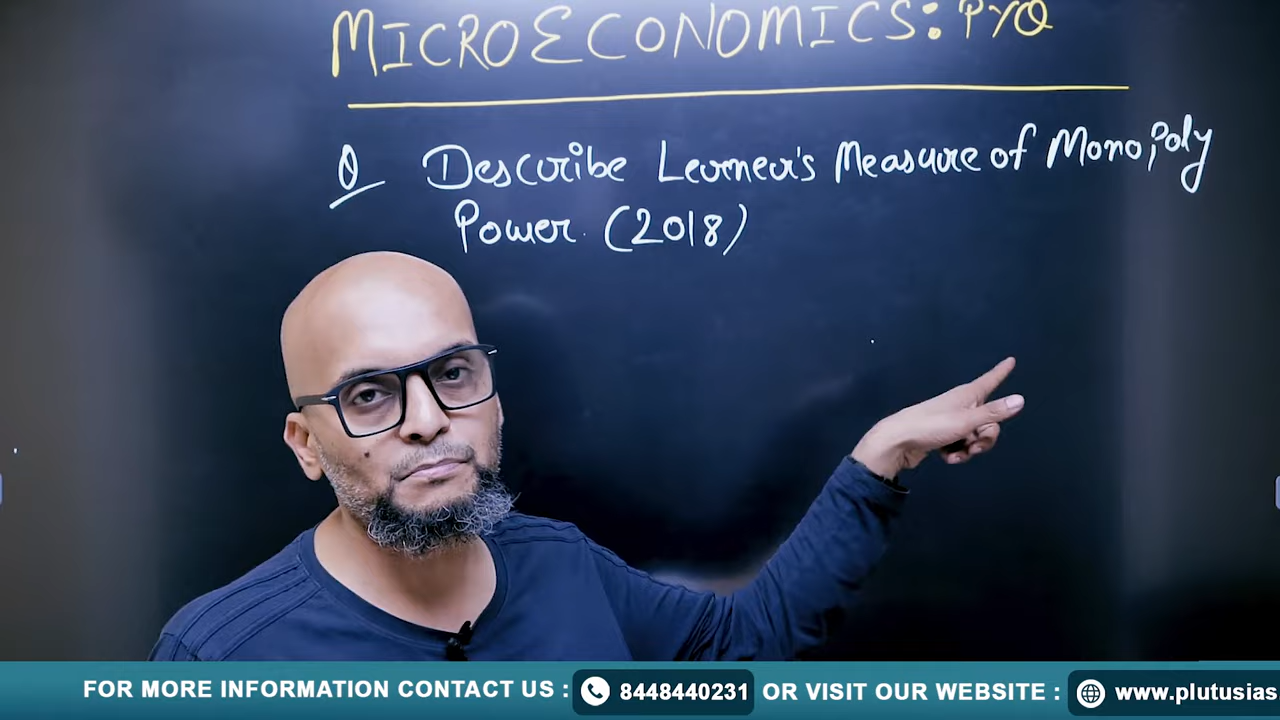 MICROECONOMICS: PYQ
Q Describe Lerner's Measure of Monopoly
Power. (2018)
FOR MORE INFORMATION CONTACT US : 8448440231 OR VISIT OUR WEBSITE : www.plutusias